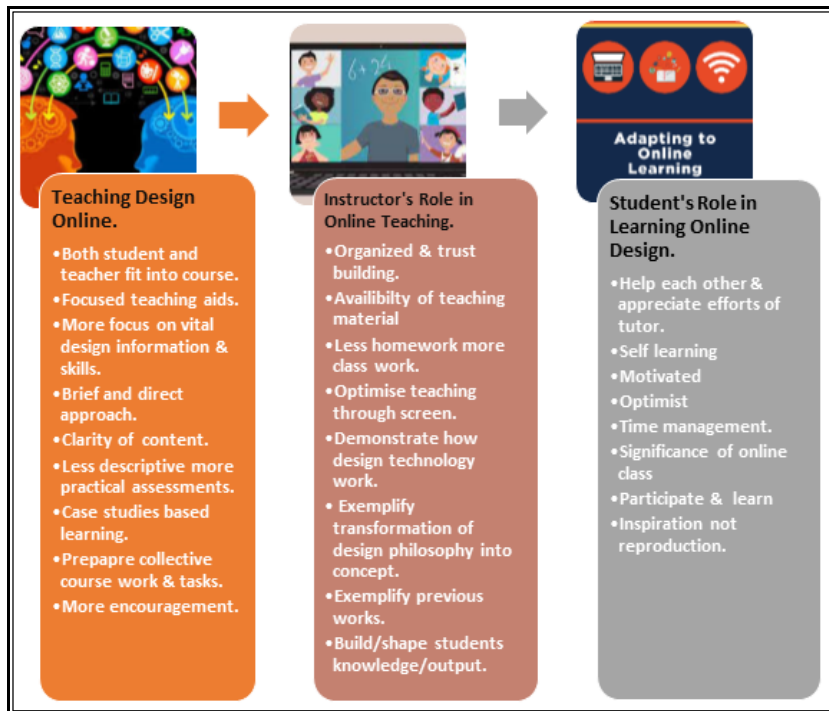 6+24
Adapting to
Online
Learning
Teaching Design
Online.
•Both student and
teacher fit into course.
•Focused teaching aids.
•More focus on vital
design information &
skills.
•Brief and direct
approach.
•Clarity of content.
•Less descriptive more
practical assessments.
•Case studies based
learning.
•Prepapre collective
course work & tasks.
•More encouragement.
Instructor's Role in
Online Teaching.
•Organized & trust
building.
•Availibilty of teaching
material
•Less homework more
class work.
•Optimise teaching
through screen.
•Demonstrate how
design technology
work.
• Exemplify
transformation of
design philosophy into
concept.
•Exemplify previous
works.
•Build/shape students
knowledge/output.
Student's Role in
Learning Online
Design.
•Help each other &
appreciate efforts of
tutor.
•Self learning
•Motivated
•Optimist
•Time management.
•Significance of online
class
•Participate & learn
•Inspiration not
reproduction.